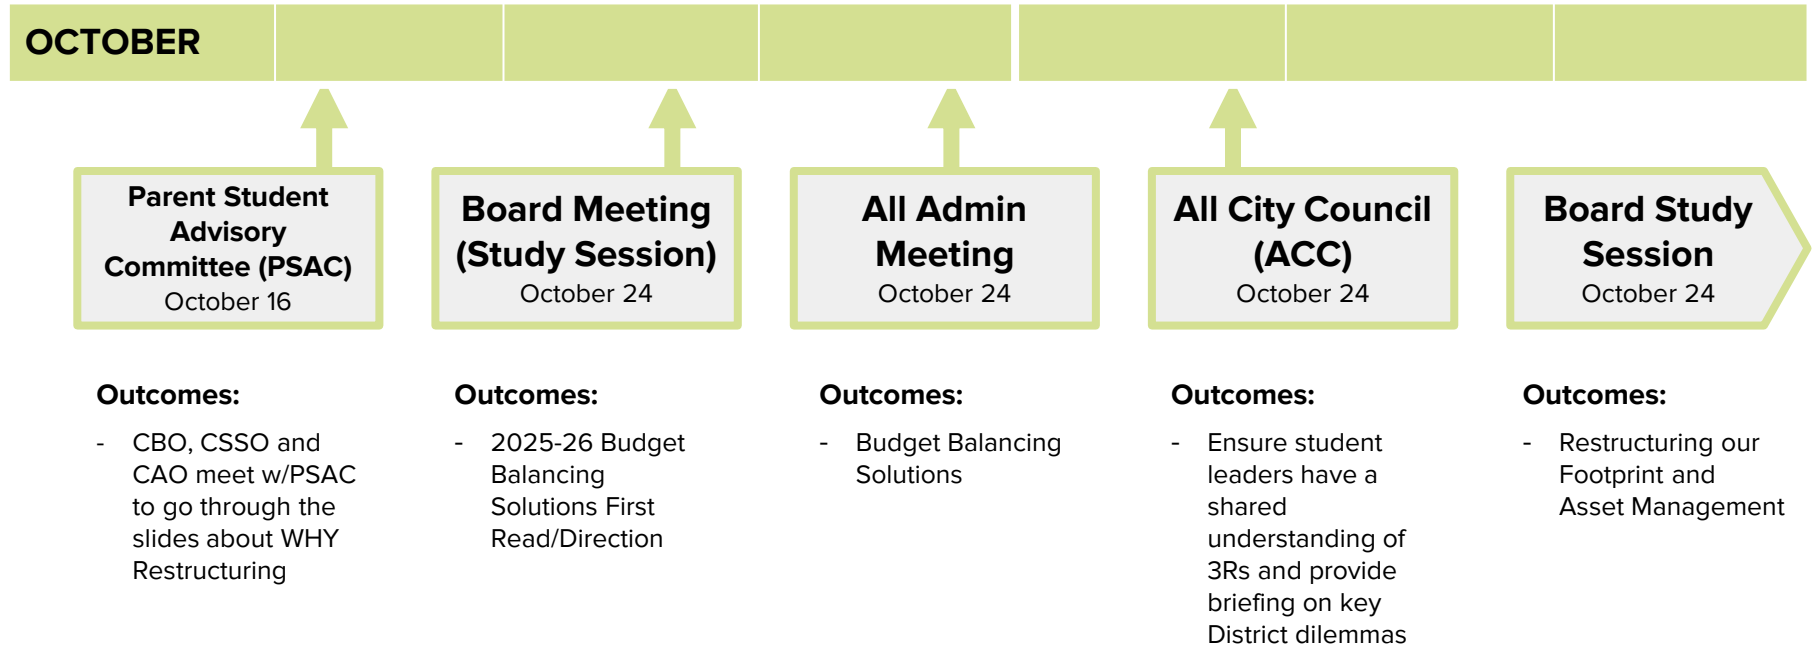 OCTOBER
Parent Student
Advisory
Committee (PSAC)
October 16
Board Meeting
(Study Session)
October 24
All Admin
Meeting
October 24
All City Council
(ACC)
October 24
Board Study
Session
October 24
Outcomes:
- CBO, CSSO and
CAO meet w/PSAC
to go through the
slides about WHY
Restructuring
Outcomes:
- 2025-26 Budget
Balancing
Solutions First
Read/Direction
Outcomes:
- Budget Balancing
Solutions
Outcomes:
- Ensure student
leaders have a
shared
understanding of
3Rs and provide
briefing on key
District dilemmas
Outcomes:
- Restructuring our
Footprint and
Asset Management